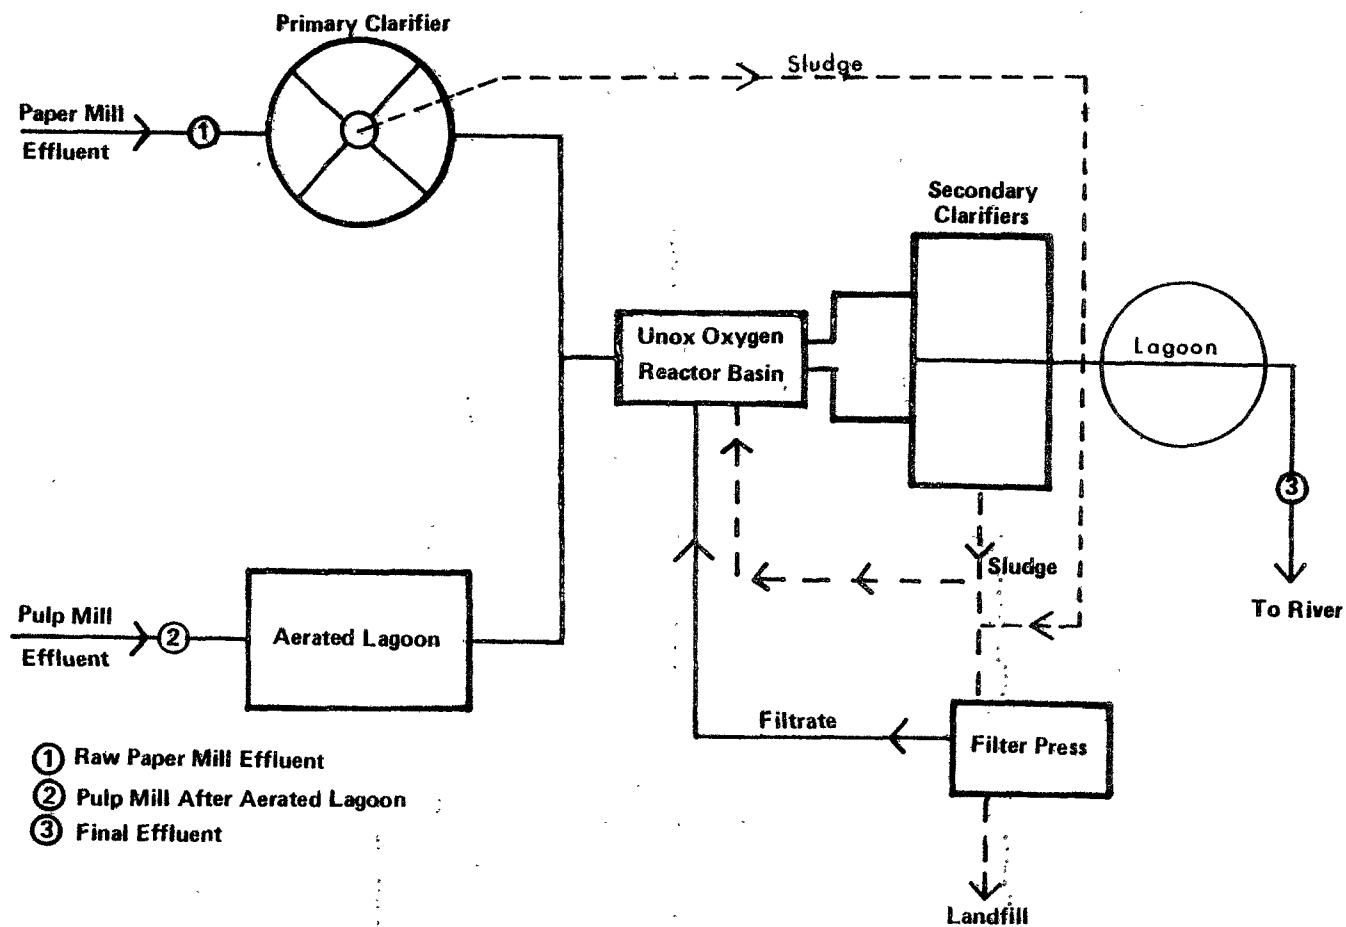 Primary Clarifier
Sludge
Paper Mill
1
Effluent
Secondary
Clarifiers
Unox Oxygen
Reactor Basin
Lagoon
3
Sludge
To River
Pulp Mill
2
Effluent
Aerated Lagoon
Filtrate
Filter Press
1 Raw Paper Mill Effluent
2 Pulp Mill After Aerated Lagoon
3 Final Effluent
Landfill